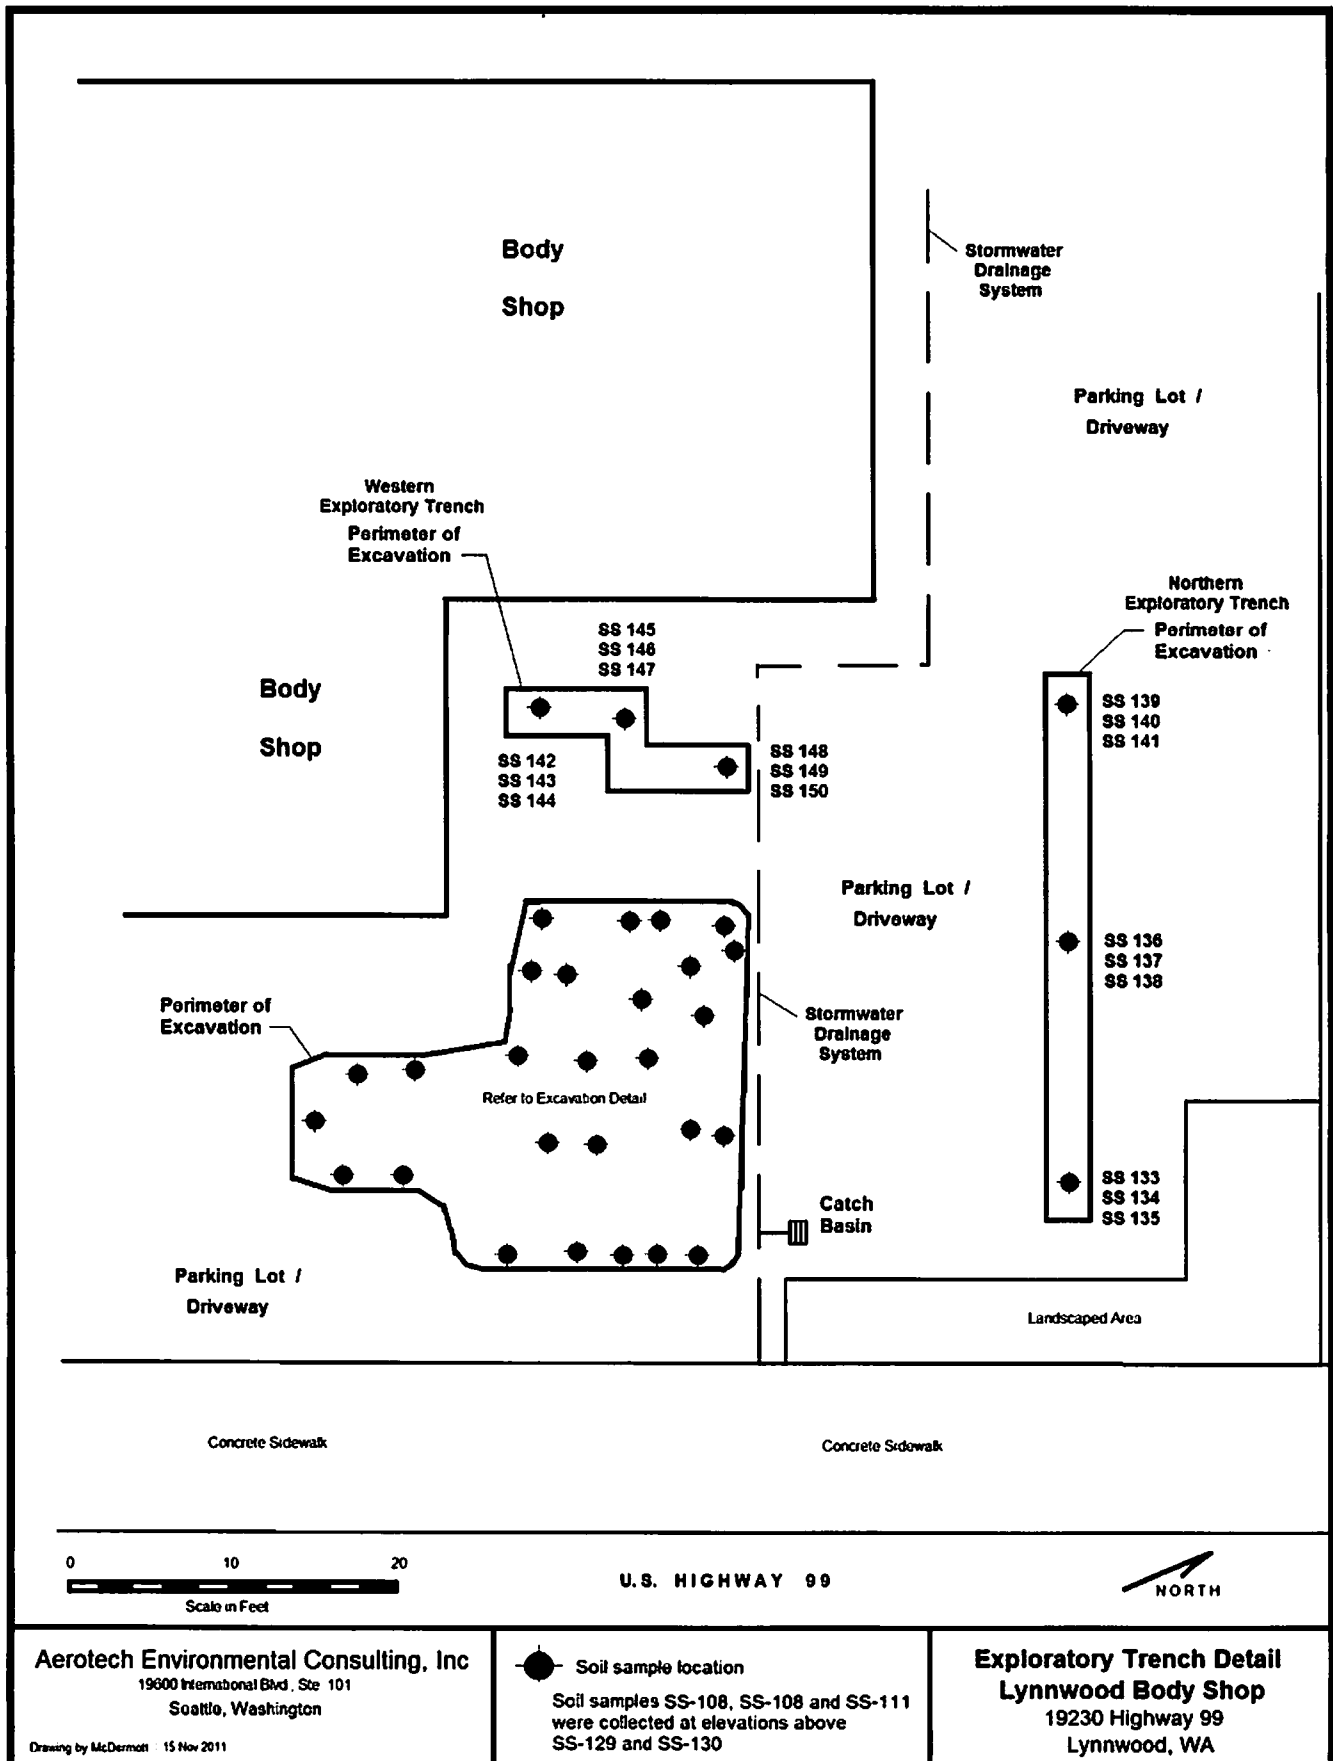 Body
Shop
Stormwater
Drainage
System
Parking Lot /
Driveway
Western
Exploratory Trench
Perimeter of
Excavation
Northern
Exploratory Trench
Perimeter of
Excavation
SS 145
SS 146
SS 147
Body
Shop
SS 139
SS 140
SS 141
SS 142
SS 143
SS 144
SS 148
SS 149
SS 150
Parking Lot /
Driveway
SS 136
SS 137
SS 138
Perimeter of
Excavation
Stormwater
Drainage
System
Refer to Excavation Detail
SS 133
SS 134
SS 135
Catch
Basin
Parking Lot /
Driveway
Landscaped Area
Concrete Sidewalk
Concrete Sidewalk
0 10 20
Scale in Feet
U.S. HIGHWAY 99
NORTH
Aerotech Environmental Consulting, Inc
19600 International Blvd, Ste 101
Seattle, Washington
Drawing by McDermott 15 Nov 2011
Soil sample location
Soil samples SS-108, SS-108 and SS-111
were collected at elevations above
SS-129 and SS-130
Exploratory Trench Detail
Lynnwood Body Shop
19230 Highway 99
Lynnwood, WA